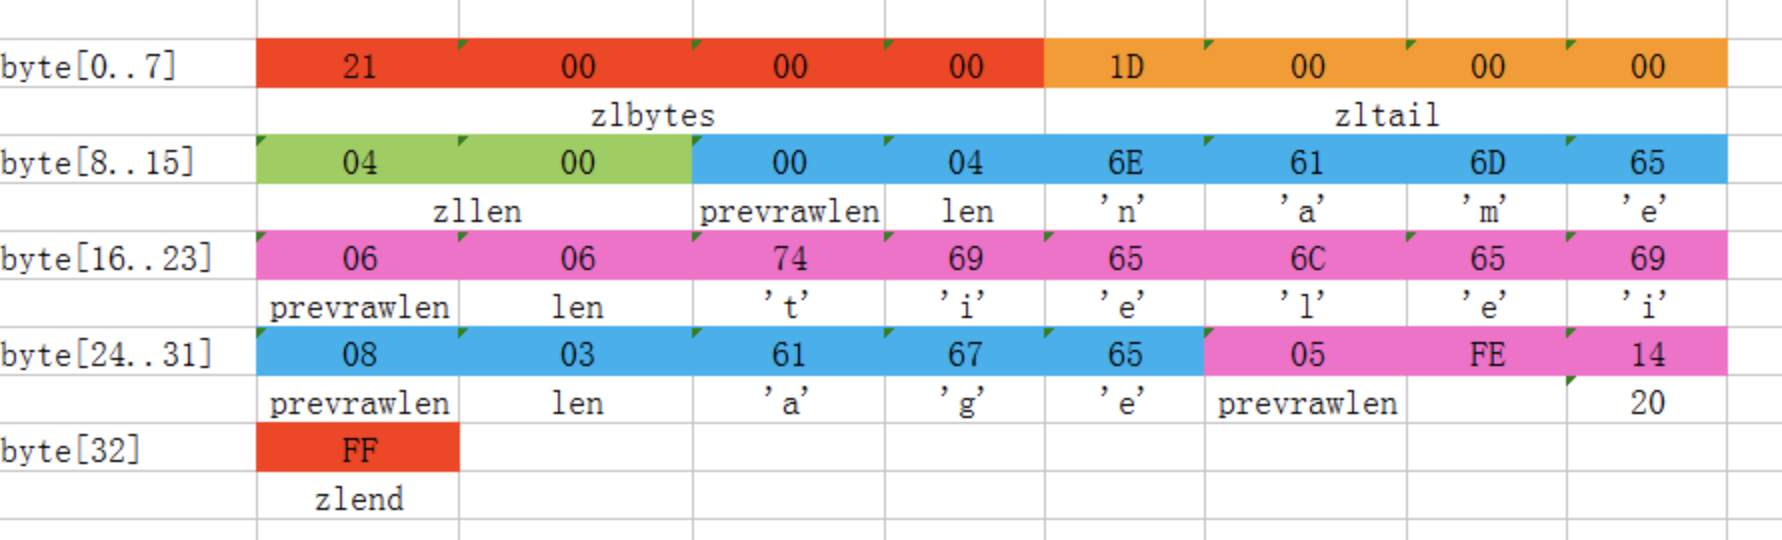 byte[0..7] 21 00 00 00 1D 00 00 00
zlbytes zltail
byte[8..15] 04 00 00 04 6E 61 6D 65
zllen prevrawlen len 'n' 'a' 'm' 'e'
byte[16..23] 06 06 74 69 65 6C 65 69
prevrawlen len 't' 'i' 'e' 'l' 'e' 'i'
byte[24..31] 08 03 61 67 65 05 FE 14
prevrawlen len 'a' 'g' 'e' prevrawlen 20
byte[32] FF
zlend